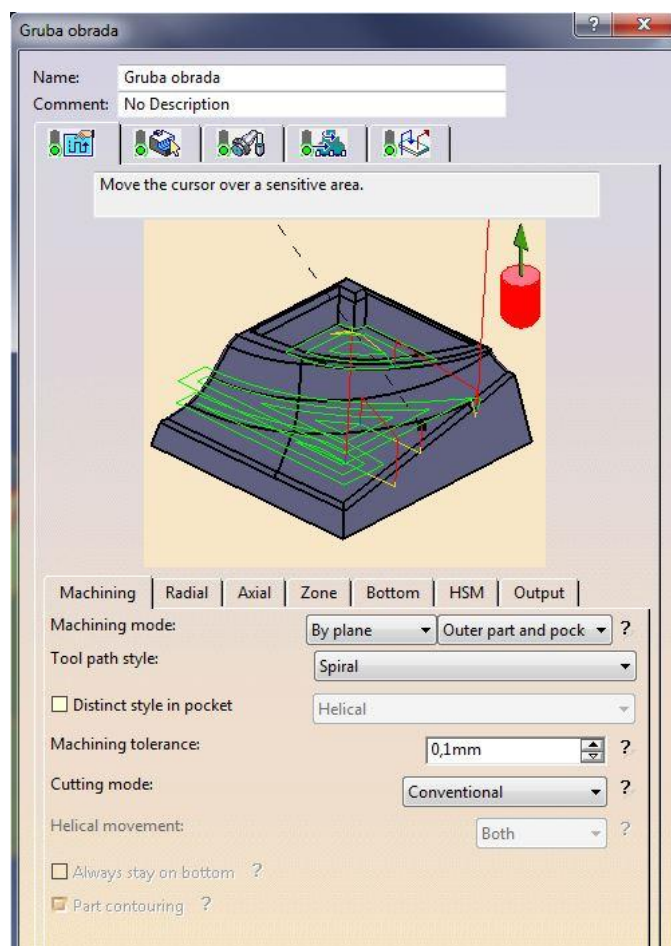 Gruba obrada
?
x
Name: Gruba obrada
Comment: No Description
Move the cursor over a sensitive area.
Machining Radial Axial Zone Bottom HSM Output
Machining mode: By plane Outer part and pock ?
Tool path style: Spiral
Distinct style in pocket Helical
Machining tolerance: 0,1mm ?
Cutting mode: Conventional ?
Helical movement: Both ?
Always stay on bottom ?
Part contouring ?